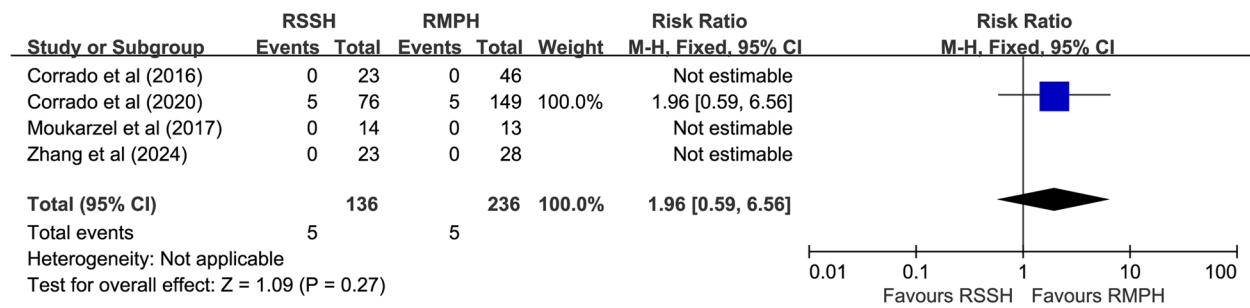 RSSH RMPH Risk Ratio Risk Ratio
Study or Subgroup Events Total Events Total Weight M-H, Fixed, 95% CI M-H, Fixed, 95% CI
Corrado et al (2016) 0 23 0 46 Not estimable
Corrado et al (2020) 5 76 5 149 100.0% 1.96 [0.59, 6.56]
Moukarzel et al (2017) 0 14 0 13 Not estimable
Zhang et al (2024) 0 23 0 28 Not estimable
Total (95% CI) 136 236 100.0% 1.96 [0.59, 6.56]
Total events 5 5
Heterogeneity: Not applicable
Test for overall effect: Z = 1.09 (P = 0.27)
0.01 0.1 1 10 100
Favours RSSH Favours RMPH